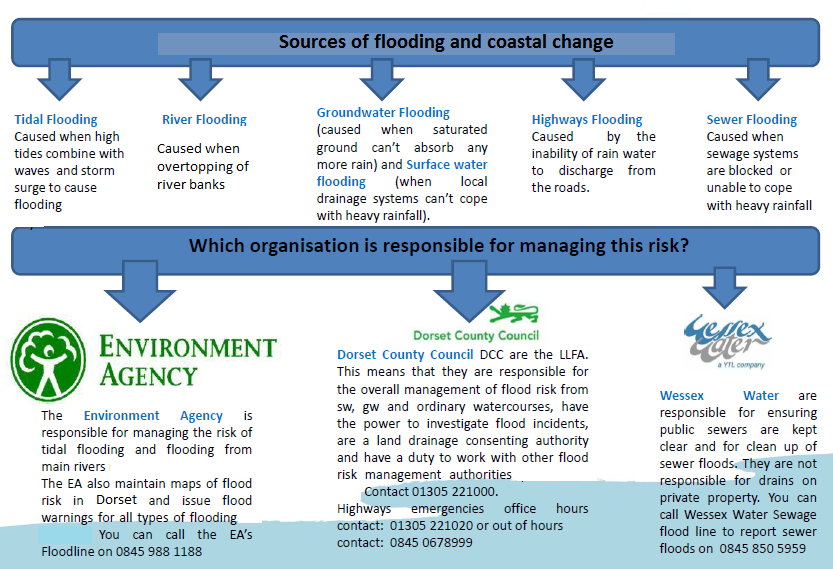 Sources of flooding and coastal change
Tidal Flooding
Caused when high
tides combine with
waves and storm
surge to cause
flooding
River Flooding
Caused when
overtopping of
river banks
Groundwater Flooding
(caused when saturated
ground can't absorb any
more rain) and Surface water
flooding (when local
drainage systems can't cope
with heavy rainfall).
Highways Flooding
Caused by the
inability of rain water
to discharge from
the roads.
Sewer Flooding
Caused when
sewage systems
are blocked or
unable to cope
with heavy rainfall
Which organisation is responsible for managing this risk?
ENVIRONMENT
AGENCY
The Environment Agency is
responsible for managing the risk of
tidal flooding and flooding from
main rivers
The EA also maintain maps of flood
risk in Dorset and issue flood
warnings for all types of flooding
You can call the EA's
Floodline on 0845 988 1188
Dorset County Council
Dorset County Council DCC are the LLFA.
This means that they are responsible for
the overall management of flood risk from
sw, gw and ordinary watercourses, have
the power to investigate flood incidents,
are a land drainage consenting authority
and have a duty to work with other flood
risk management authorities
Contact 01305 221000.
Highways emergencies office hours
contact: 01305 221020 or out of hours
contact: 0845 0678999
Wessex
Water
a YTL company
Wessex Water are
responsible for ensuring
public sewers are kept
clear and for clean up of
sewer floods. They are not
responsible for drains on
private property. You can
call Wessex Water Sewage
flood line to report sewer
floods on 0845 850 5959